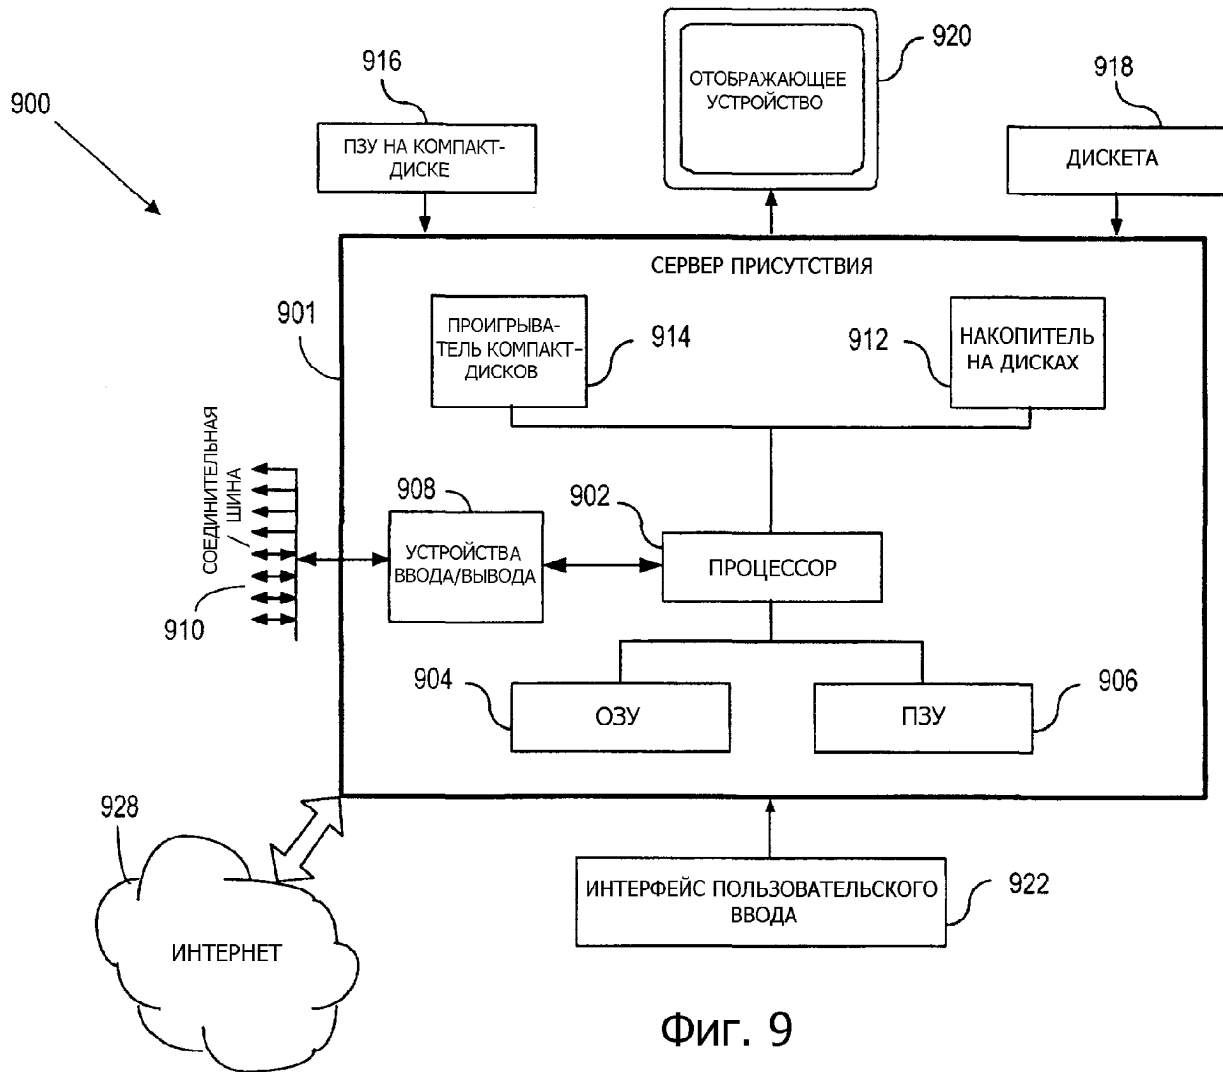 900
916
ПЗУ НА КОМПАКТ-
ДИСКЕ
ОТОБРАЖАЮЩЕЕ
УСТРОЙСТВО
920
918
ДИСКЕТА
СЕРВЕР ПРИСУТСТВИЯ
901
ПРОИГРЫВА-
ТЕЛЬ КОМПАКТ-
ДИСКОВ
914
912
НАКОПИТЕЛЬ
НА ДИСКАХ
СОЕДИНИТЕЛЬНАЯ
ШИНА
910
908
УСТРОЙСТВА
ВВОДА/ВЫВОДА
902
ПРОЦЕССОР
904
ОЗУ
ПЗУ
906
928
ИНТЕРНЕТ
ИНТЕРФЕЙС ПОЛЬЗОВАТЕЛЬСКОГО
ВВОДА
922
Фиг. 9